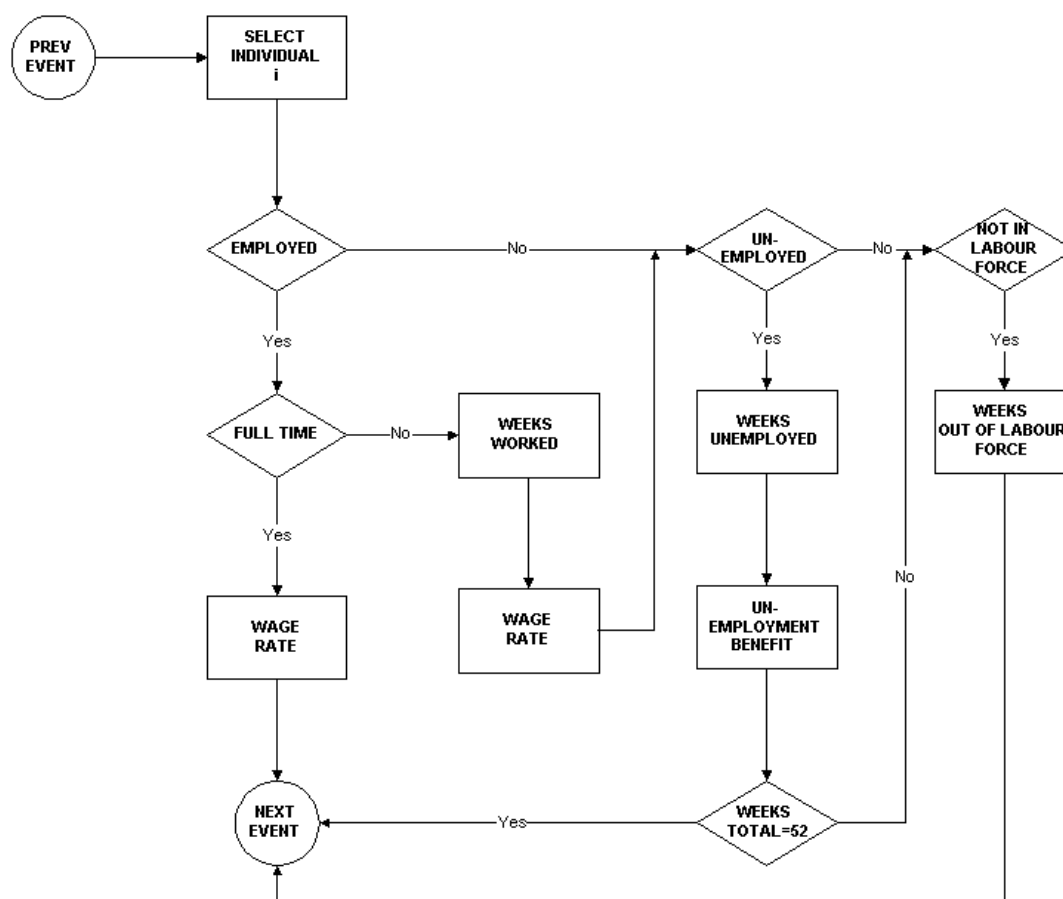 PREV
EVENT
SELECT
INDIVIDUAL
i
EMPLOYED
No
UN-
EMPLOYED
No
NOT IN
LABOUR
FORCE
Yes
Yes
Yes
FULL TIME
No
WEEKS
WORKED
WEEKS
UNEMPLOYED
WEEKS
OUT OF LABOUR
FORCE
Yes
No
WAGE
RATE
WAGE
RATE
UN-
EMPLOYMENT
BENEFIT
NEXT
EVENT
Yes
WEEKS
TOTAL=52